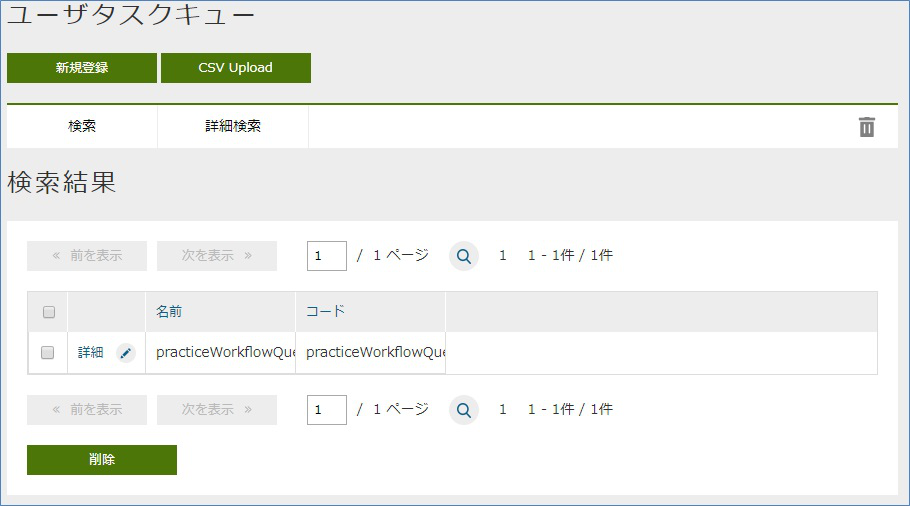 ユーザタスクキュー
新規登録 CSV Upload
検索 詳細検索
検索結果
« 前を表示 次を表示 » 1 / 1 ページ 1 1 - 1件 / 1件
名前 コード
詳細 practiceWorkflowQue practiceWorkflowQue
« 前を表示 次を表示 » 1 / 1 ページ 1 1 - 1件 / 1件
削除